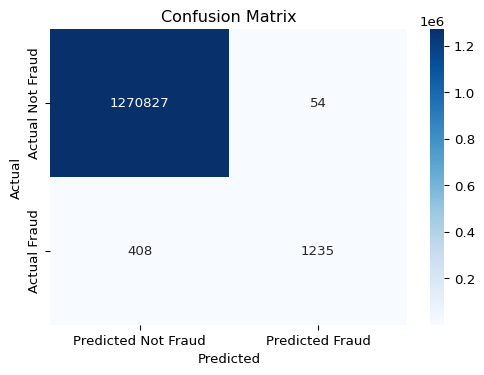 Confusion Matrix
1e6
Actual Not Fraud
1270827
54
Actual Fraud
408
1235
Actual
Predicted Not Fraud
Predicted Fraud
Predicted
1.2
1.0
0.8
0.6
0.4
0.2